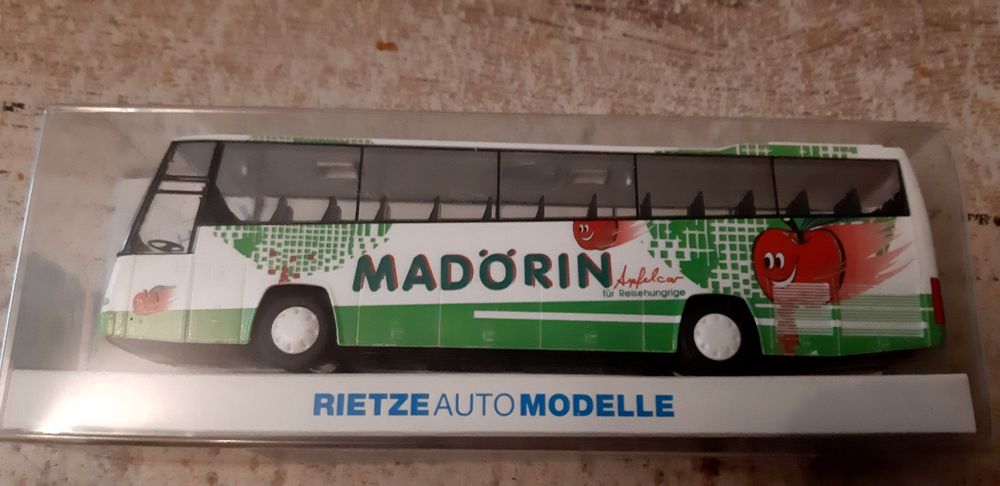 MADÖRIN Apfelcar
für Reisehungrige
RIETZE AUTO MODELLE